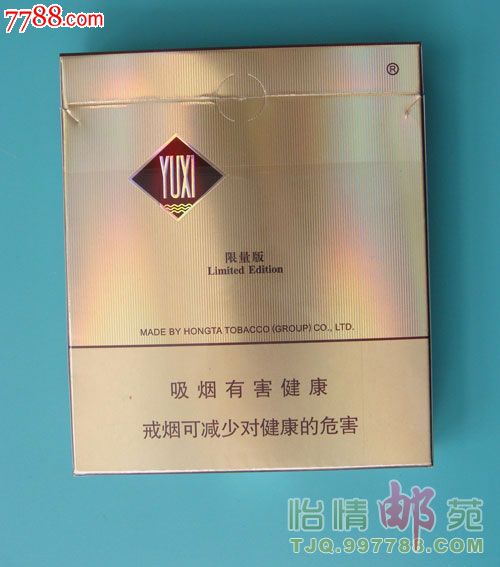 7788.com
®
YUXI
限量版
Limited Edition
MADE BY HONGTA TOBACCO (GROUP) CO., LTD.
吸烟有害健康
戒烟可减少对健康的危害
怡情邮苑
TJQ.997788.COM